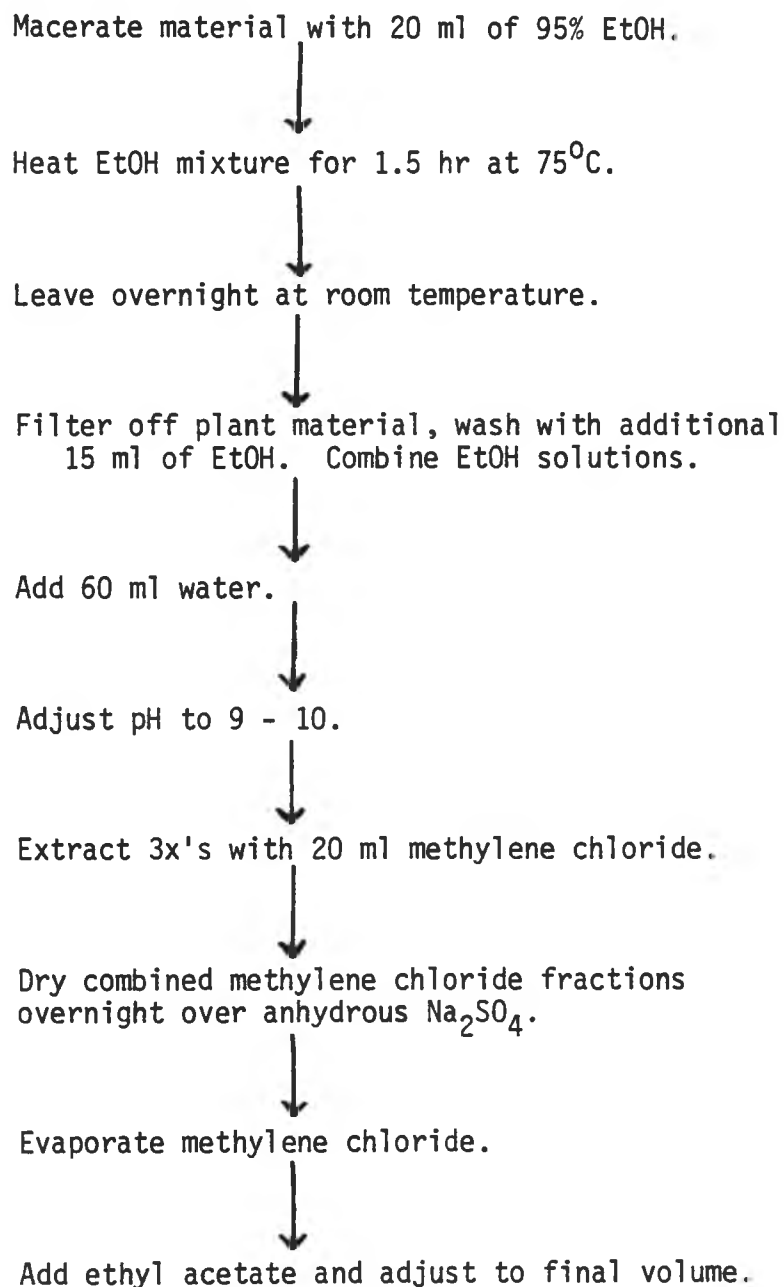 Macerate material with 20 ml of 95% EtOH.
Heat EtOH mixture for 1.5 hr at 75°C.
Leave overnight at room temperature.
Filter off plant material, wash with additional
15 ml of EtOH. Combine EtOH solutions.
Add 60 ml water.
Adjust pH to 9 - 10.
Extract 3x's with 20 ml methylene chloride.
Dry combined methylene chloride fractions
overnight over anhydrous Na₂SO₄.
Evaporate methylene chloride.
Add ethyl acetate and adjust to final volume.